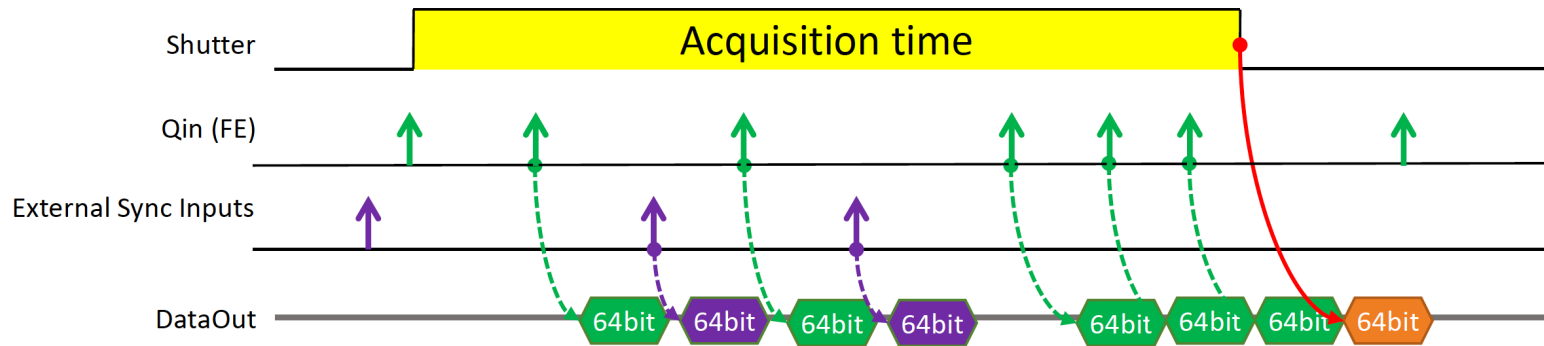 Shutter
Acquisition time
Qin (FE)
External Sync Inputs
DataOut
64bit 64bit 64bit 64bit 64bit 64bit 64bit 64bit